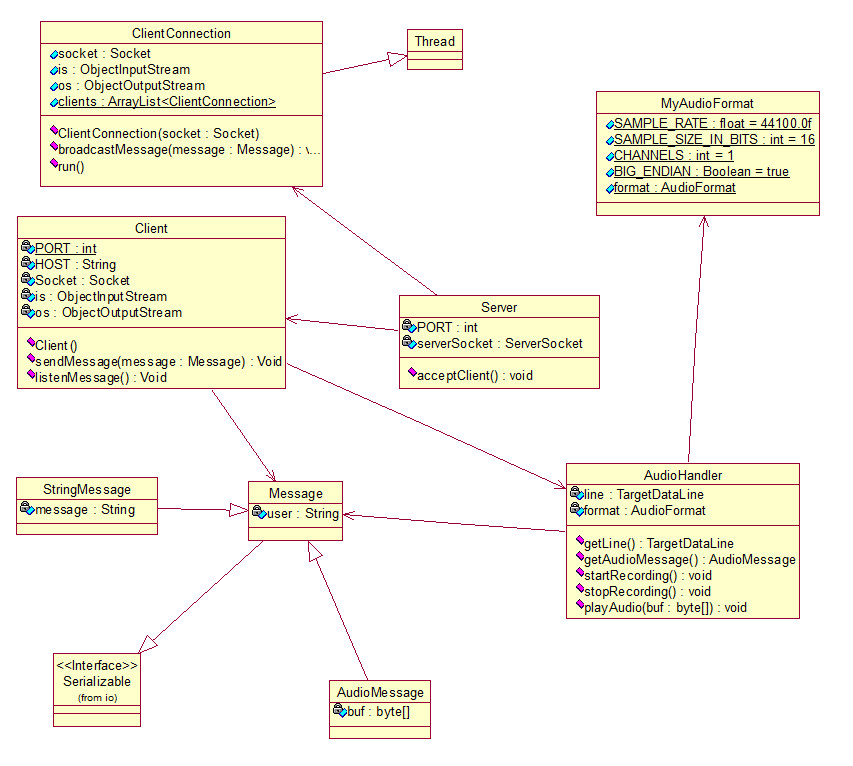 ClientConnection
socket : Socket
is : ObjectInputStream
os : ObjectOutputStream
clients : ArrayList<ClientConnection>
ClientConnection(socket : Socket)
broadcastMessage(message : Message) : v...
run()
Thread
MyAudioFormat
SAMPLE_RATE : float = 44100.0f
SAMPLE_SIZE_IN_BITS : int = 16
CHANNELS : int = 1
BIG_ENDIAN : Boolean = true
format : AudioFormat
Client
PORT : int
HOST : String
Socket : Socket
is : ObjectInputStream
os : ObjectOutputStream
Client()
sendMessage(message : Message) : Void
listenMessage() : Void
Server
PORT : int
serverSocket : ServerSocket
acceptClient() : void
StringMessage
message : String
Message
user : String
AudioHandler
line : TargetDataLine
format : AudioFormat
getLine() : TargetDataLine
getAudioMessage() : AudioMessage
startRecording() : void
stopRecording() : void
playAudio(buf : byte[]) : void
<<Interface>>
Serializable
(from io)
AudioMessage
buf : byte[]